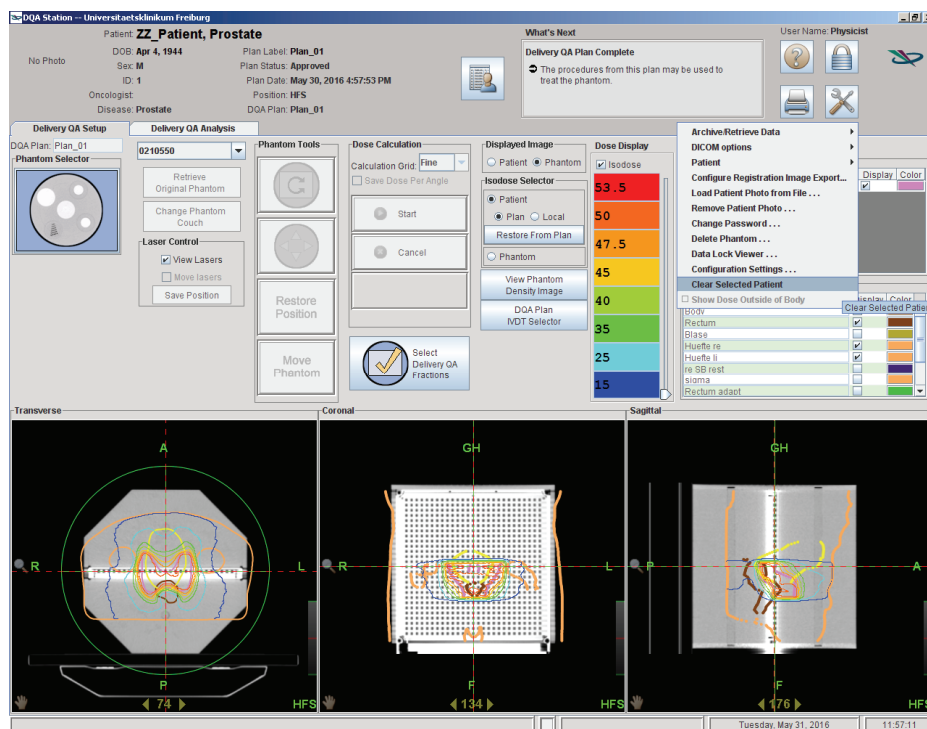 DQA Station -- Universitaetsklinikum Freiburg
No Photo
Patient: ZZ_Patient, Prostate
DOB: Apr 4, 1944
Sex: M
ID: 1
Oncologist:
Disease: Prostate
Plan Label: Plan_01
Plan Status: Approved
Plan Date: May 30, 2016 4:57:53 PM
Position: HFS
DQA Plan: Plan_01
What's Next
Delivery QA Plan Complete
The procedures from this plan may be used to
treat the phantom.
User Name: Physicist
Delivery QA Setup
Delivery QA Analysis
DQA Plan: Plan_01
Phantom Selector
0210550
Retrieve
Original Phantom
Change Phantom
Couch
Laser Control
View Lasers
Move lasers
Save Position
Phantom Tools
Restore
Position
Move
Phantom
Dose Calculation
Calculation Grid: Fine
Save Dose Per Angle
Start
Cancel
Select
Delivery QA
Fractions
Displayed Image
Patient Phantom
Isodose Selector
Patient
Plan Local
Restore From Plan
Phantom
View Phantom
Density Image
DQA Plan
IVDT Selector
Dose Display
Isodose
53.5
50
47.5
45
40
35
25
15
Archive/Retrieve Data
DICOM options
Patient
Configure Registration Image Export...
Load Patient Photo from File . . .
Remove Patient Photo . . .
Change Password . . .
Delete Phantom . . .
Data Lock Viewer . . .
Configuration Settings . . .
Clear Selected Patient
Show Dose Outside of Body
Clear Selected Patien
Display Color
Color
Body
Rectum
Blase
Huefte re
Huefte li
re SB rest
sigma
Rectum adapt
Transverse
A
R
L
P
74
HFS
Coronal
GH
R
L
F
134
HFS
Sagittal
GH
P
A
F
176
HFS
Tuesday, May 31, 2016
11:57:11